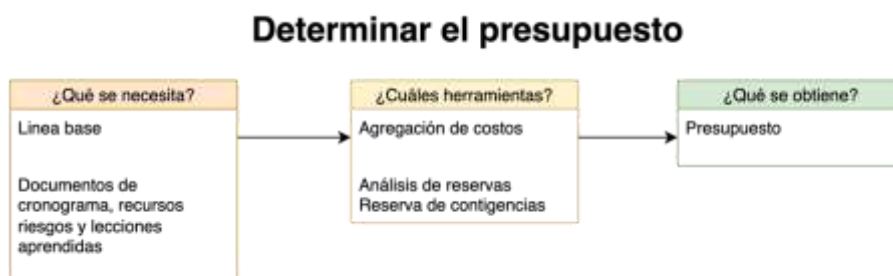 Determinar el presupuesto
¿Qué se necesita?
Linea base
Documentos de
cronograma, recursos
riesgos y lecciones
aprendidas
¿Cuáles herramientas?
Agregación de costos
Análisis de reservas
Reserva de contigencias
¿Qué se obtiene?
Presupuesto